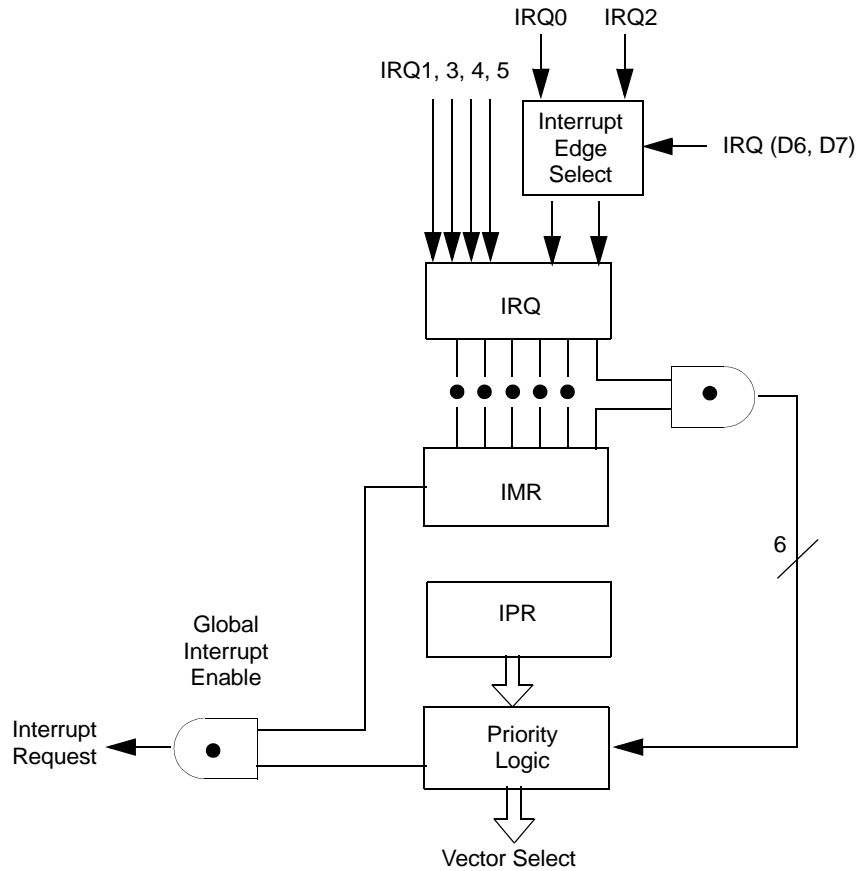 IRQ0
IRQ2
IRQ1, 3, 4, 5
Interrupt
Edge
Select
IRQ (D6, D7)
IRQ
IMR
6
IPR
Global
Interrupt
Enable
Interrupt
Request
Priority
Logic
Vector Select